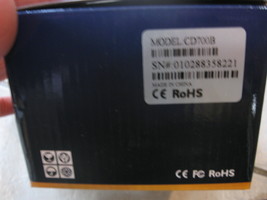 MODEL:CD700B
SN#:010288358221
MADE IN CHINA
CE RoHS
CE FC RoHS